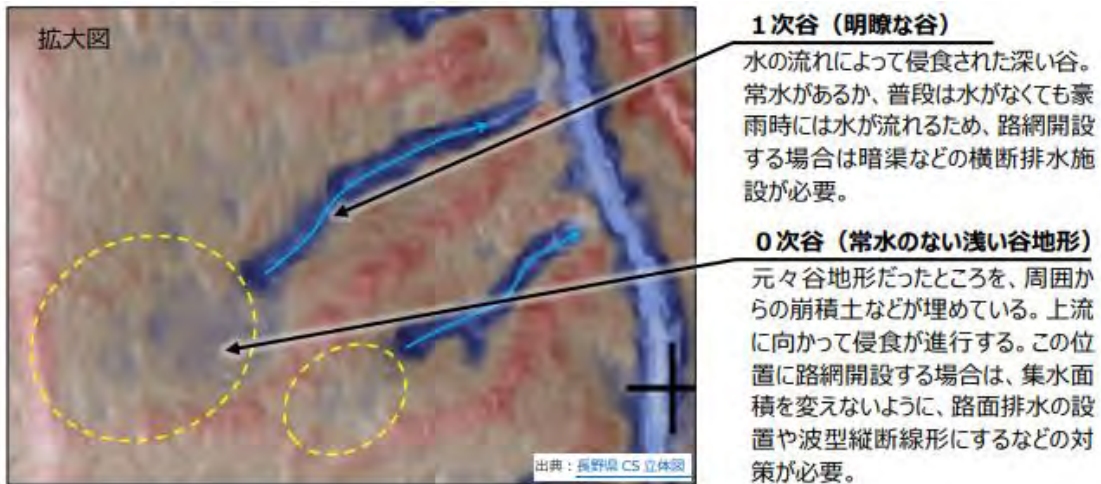 拡大図
1次谷（明瞭な谷）
水の流れによって侵食された深い谷。
常水があるか、普段は水がなくても豪
雨時には水が流れるため、路網開設
する場合は暗渠などの横断排水施
設が必要。
0次谷（常水のない浅い谷地形）
元々谷地形だったところを、周囲か
らの崩積土などが埋めている。上流
に向かって侵食が進行する。この位
置に路網開設する場合は、集水面
積を変えないように、路面排水の設
置や波型縦断線形にするなどの対
策が必要。
出典：長野県 CS 立体図